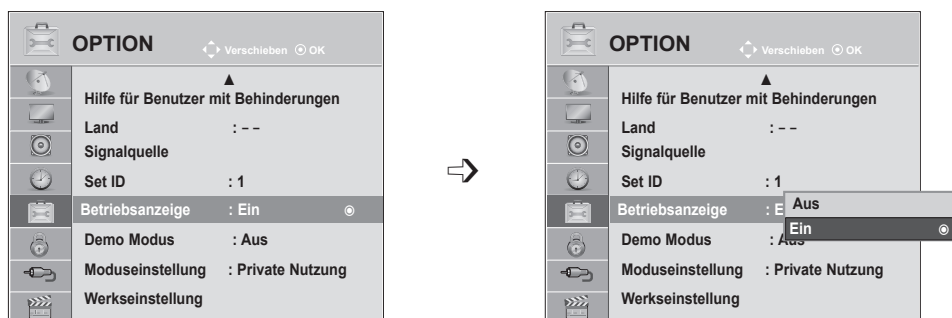 OPTION
Verschieben OK
Hilfe für Benutzer mit Behinderungen
Land : – –
Signalquelle
Set ID : 1
Betriebsanzeige : Ein
Demo Modus : Aus
Moduseinstellung : Private Nutzung
Werkseinstellung
OPTION
Verschieben OK
Hilfe für Benutzer mit Behinderungen
Land : – –
Signalquelle
Set ID : 1
Betriebsanzeige : E
Aus
Ein
Demo Modus : Aus
Moduseinstellung : Private Nutzung
Werkseinstellung